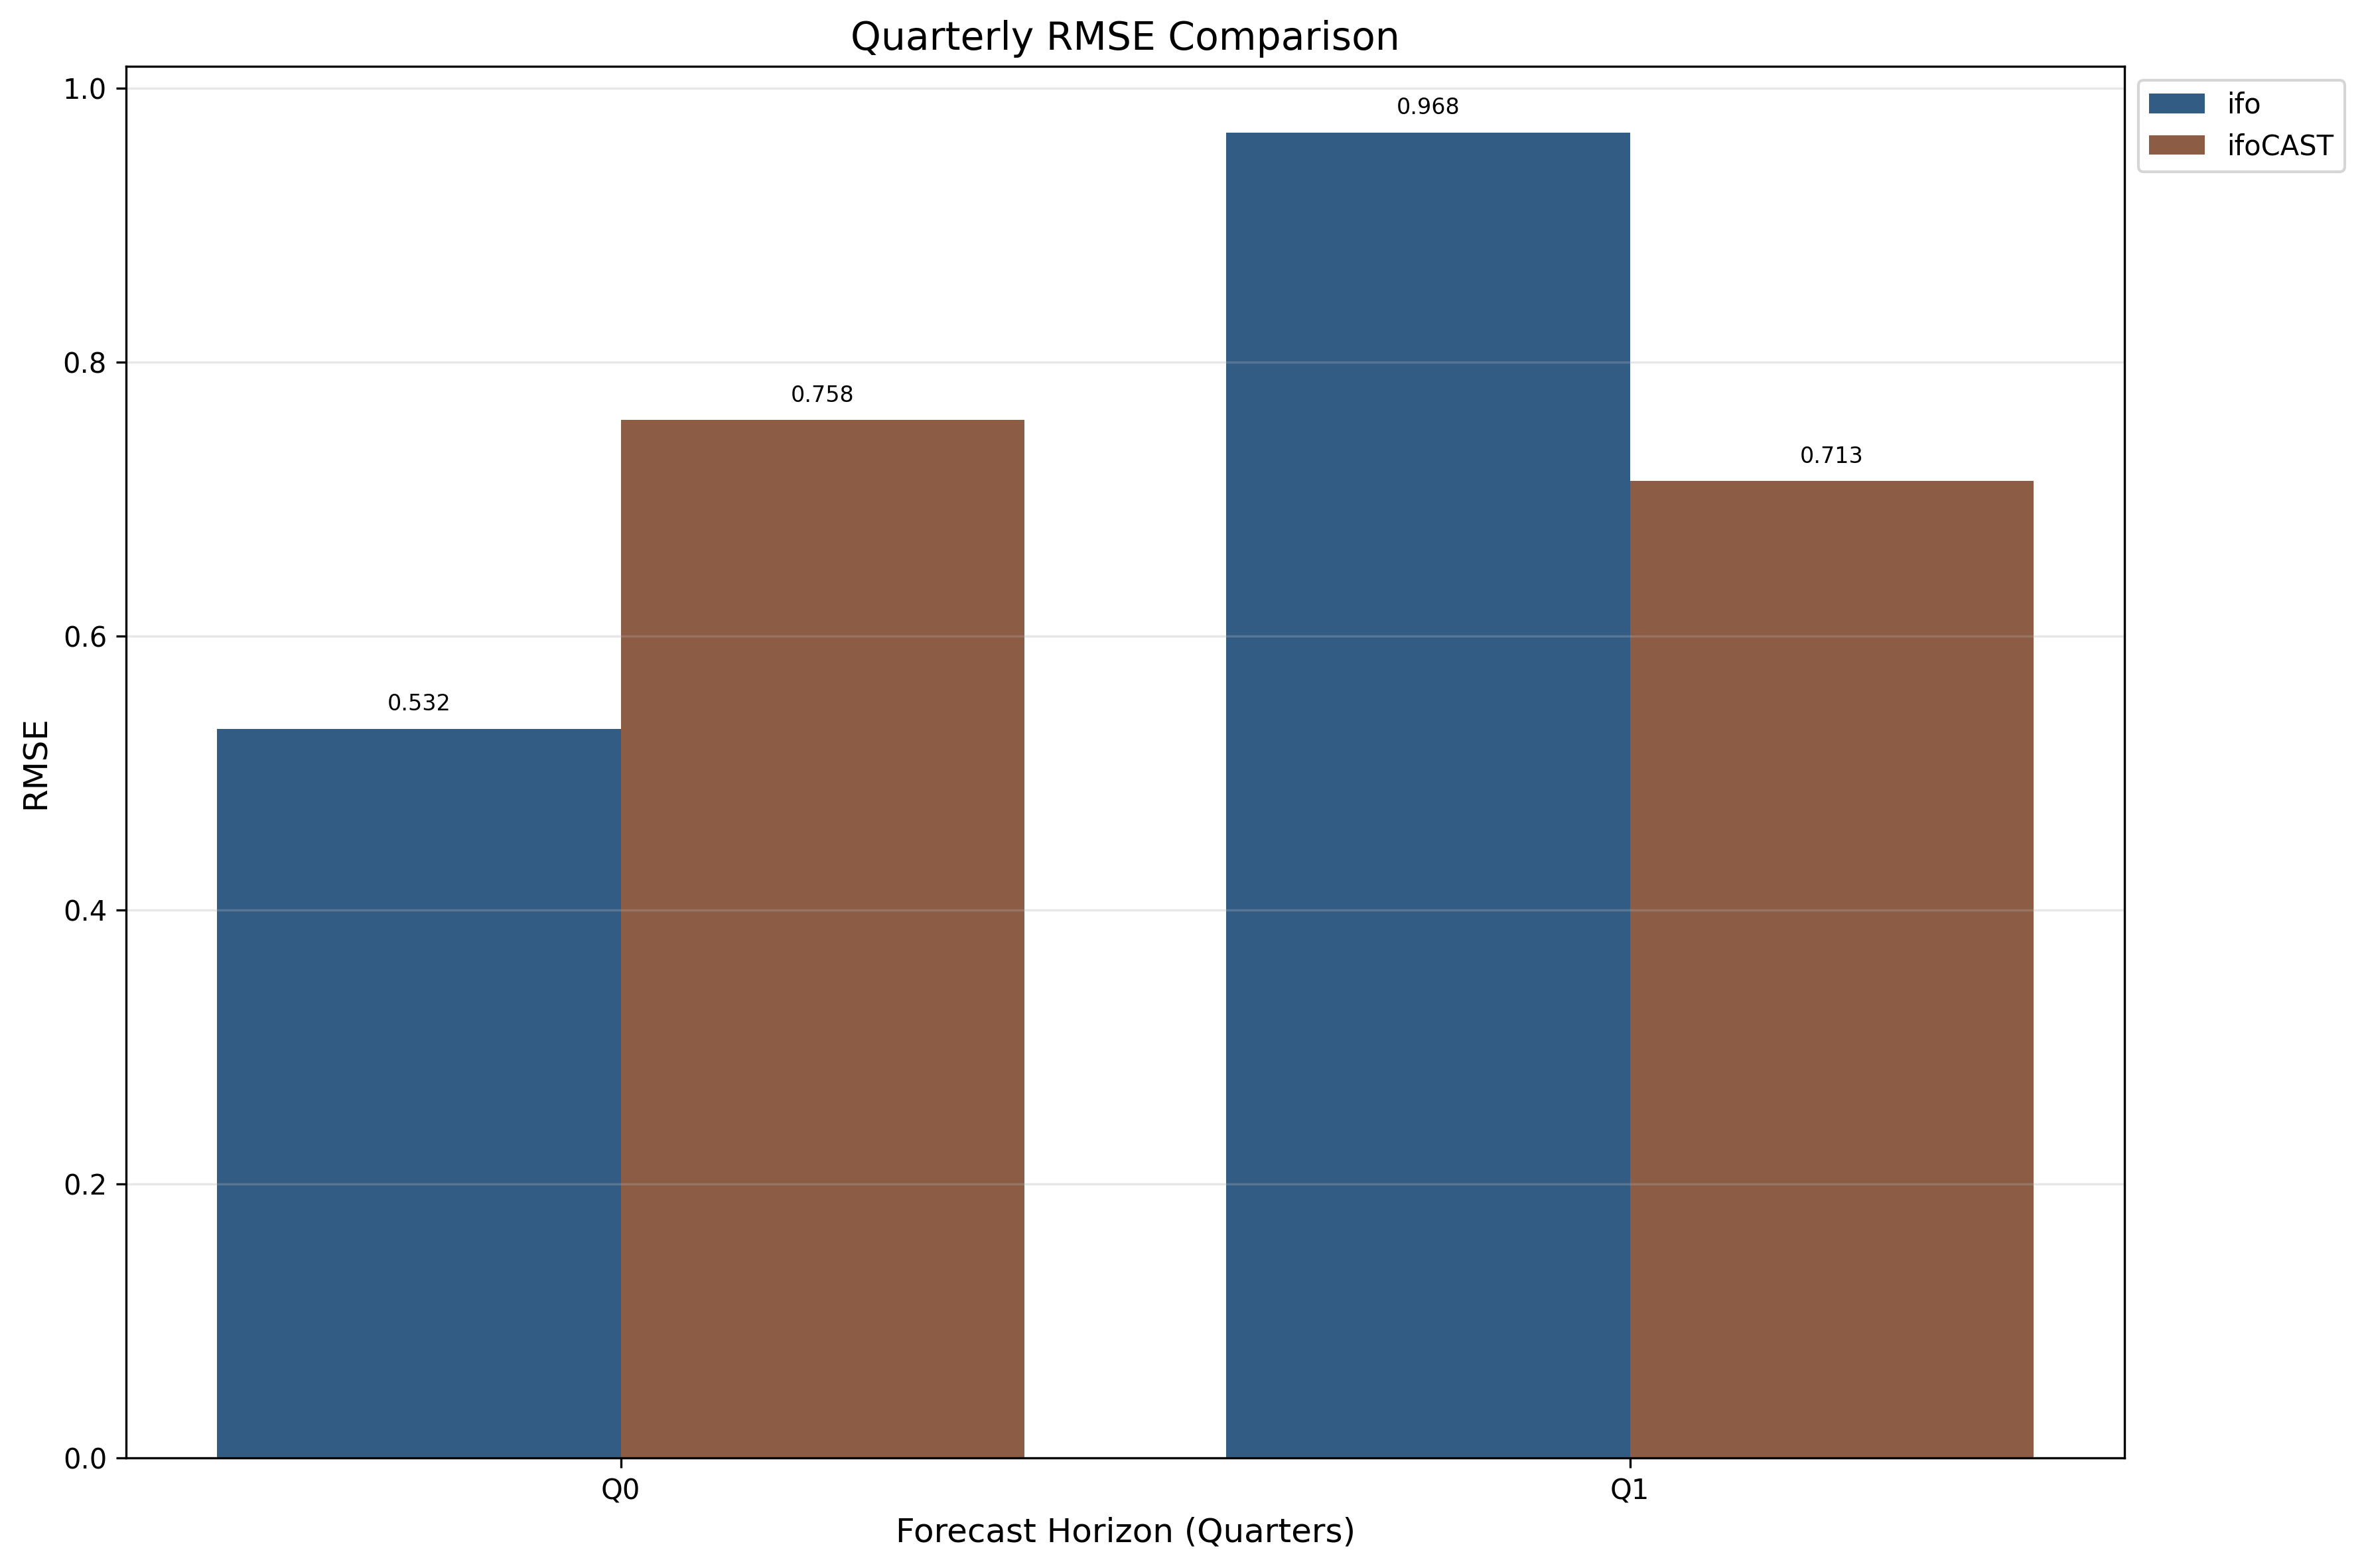 Quarterly RMSE Comparison
1.0
0.8
0.6
0.4
0.2
0.0
RMSE
0.532
0.758
0.968
0.713
Q0
Q1
Forecast Horizon (Quarters)
ifo
ifoCAST